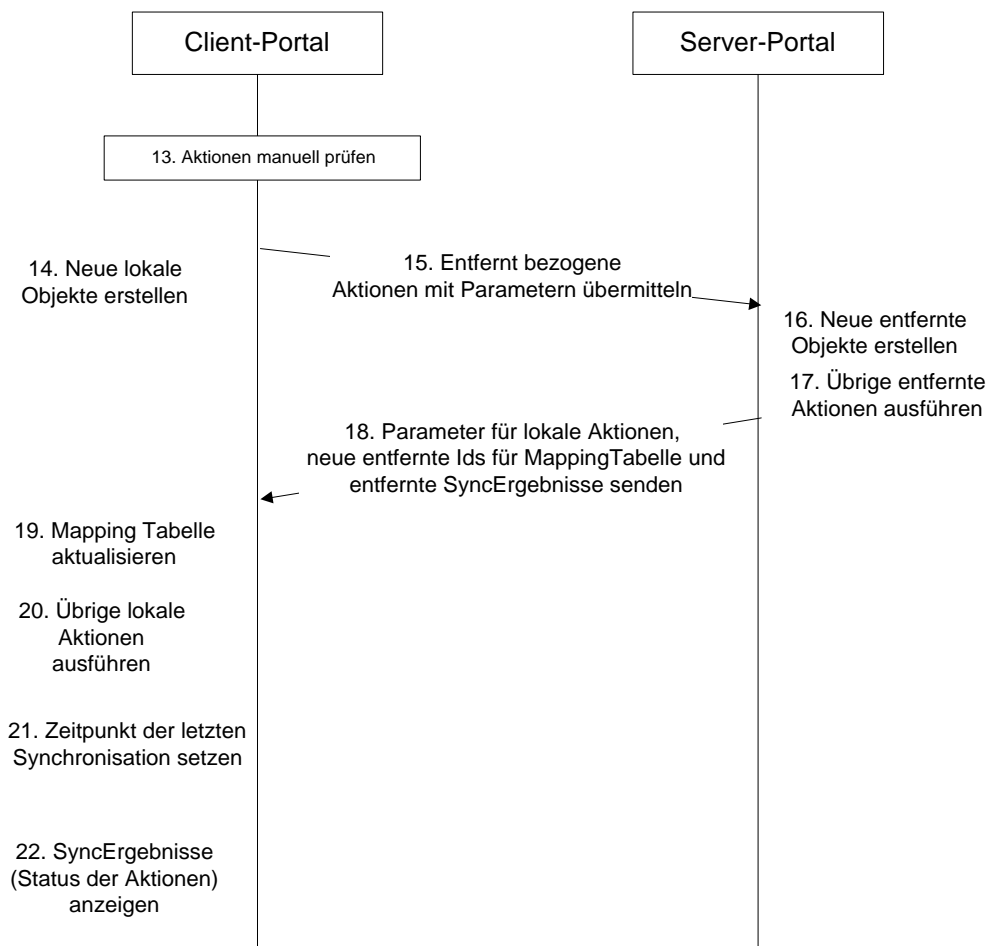 Client-Portal
Server-Portal
13. Aktionen manuell prüfen
14. Neue lokale
Objekte erstellen
15. Entfernt bezogene
Aktionen mit Parametern übermitteln
16. Neue entfernte
Objekte erstellen
17. Übrige entfernte
Aktionen ausführen
18. Parameter für lokale Aktionen,
neue entfernte Ids für MappingTabelle und
entfernte SyncErgebnisse senden
19. Mapping Tabelle
aktualisieren
20. Übrige lokale
Aktionen
ausführen
21. Zeitpunkt der letzten
Synchronisation setzen
22. SyncErgebnisse
(Status der Aktionen)
anzeigen